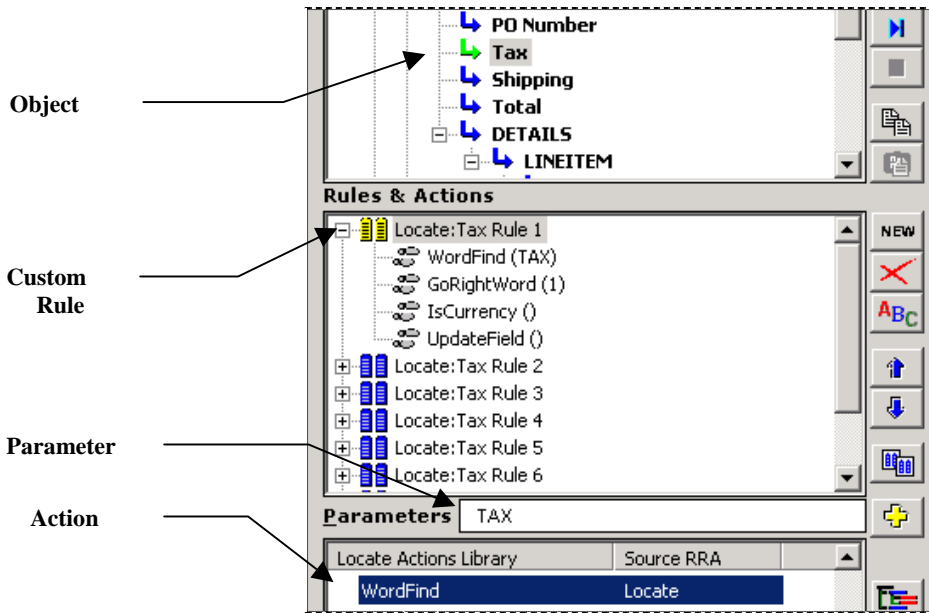 PO Number
Tax
Shipping
Object
Total
DETAILS
LINEITEM
Rules & Actions
Locate:Tax Rule 1
NEW
WordFind (TAX)
Custom
Rule
GoRightWord (1)
IsCurrency ()
ABC
UpdateField ()
Locate:Tax Rule 2
Locate:Tax Rule 3
Locate:Tax Rule 4
Parameter
Locate:Tax Rule 5
Locate:Tax Rule 6
Action
Parameters TAX
Locate Actions Library Source RRA
WordFind Locate